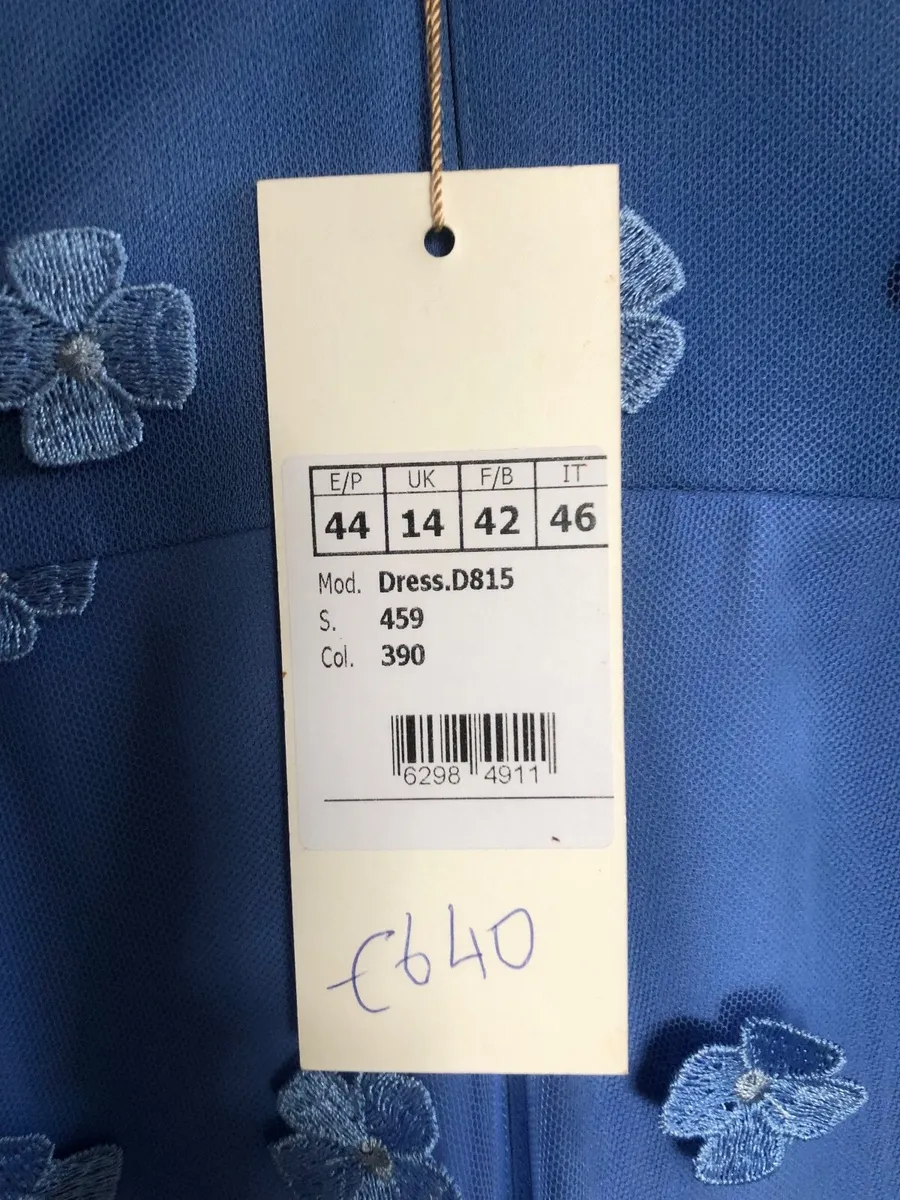 E/P UK F/B IT
44 14 42 46
Mod. Dress.D815
S. 459
Col. 390
6298 4911
€640